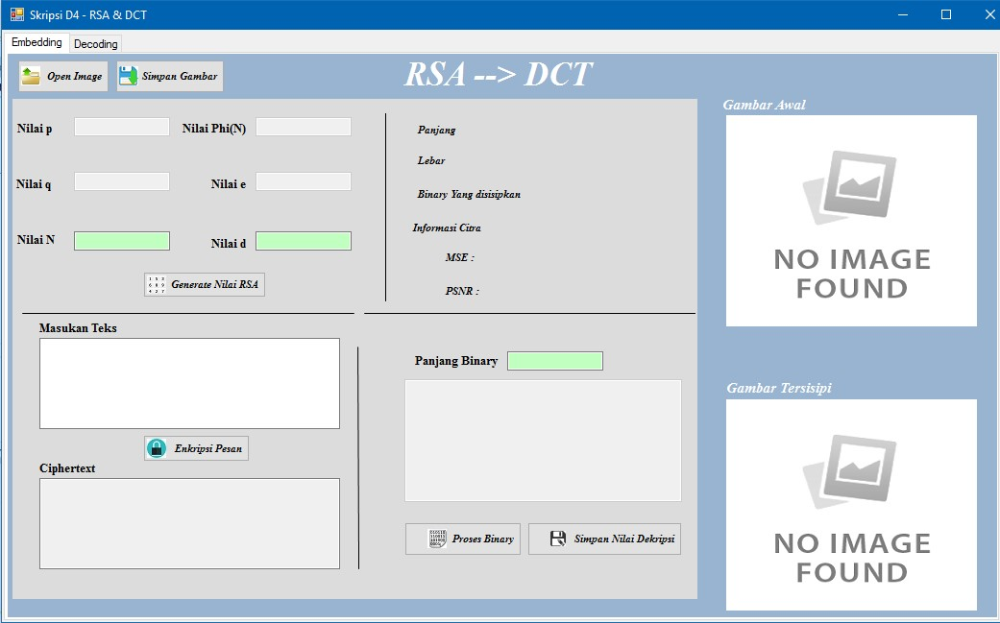 Skripsi D4 - RSA & DCT
Embedding
Decoding
Open Image
Simpan Gambar
RSA --> DCT
Nilai p
Nilai Phi(N)
Nilai q
Nilai e
Nilai N
Nilai d
Generate Nilai RSA
Panjang
Lebar
Binary Yang disisipkan
Informasi Citra
MSE :
PSNR :
Masukan Teks
Enkripsi Pesan
Ciphertext
Panjang Binary
Proses Binary
Simpan Nilai Dekripsi
Gambar Awal
NO IMAGE
FOUND
Gambar Tersisipi
NO IMAGE
FOUND